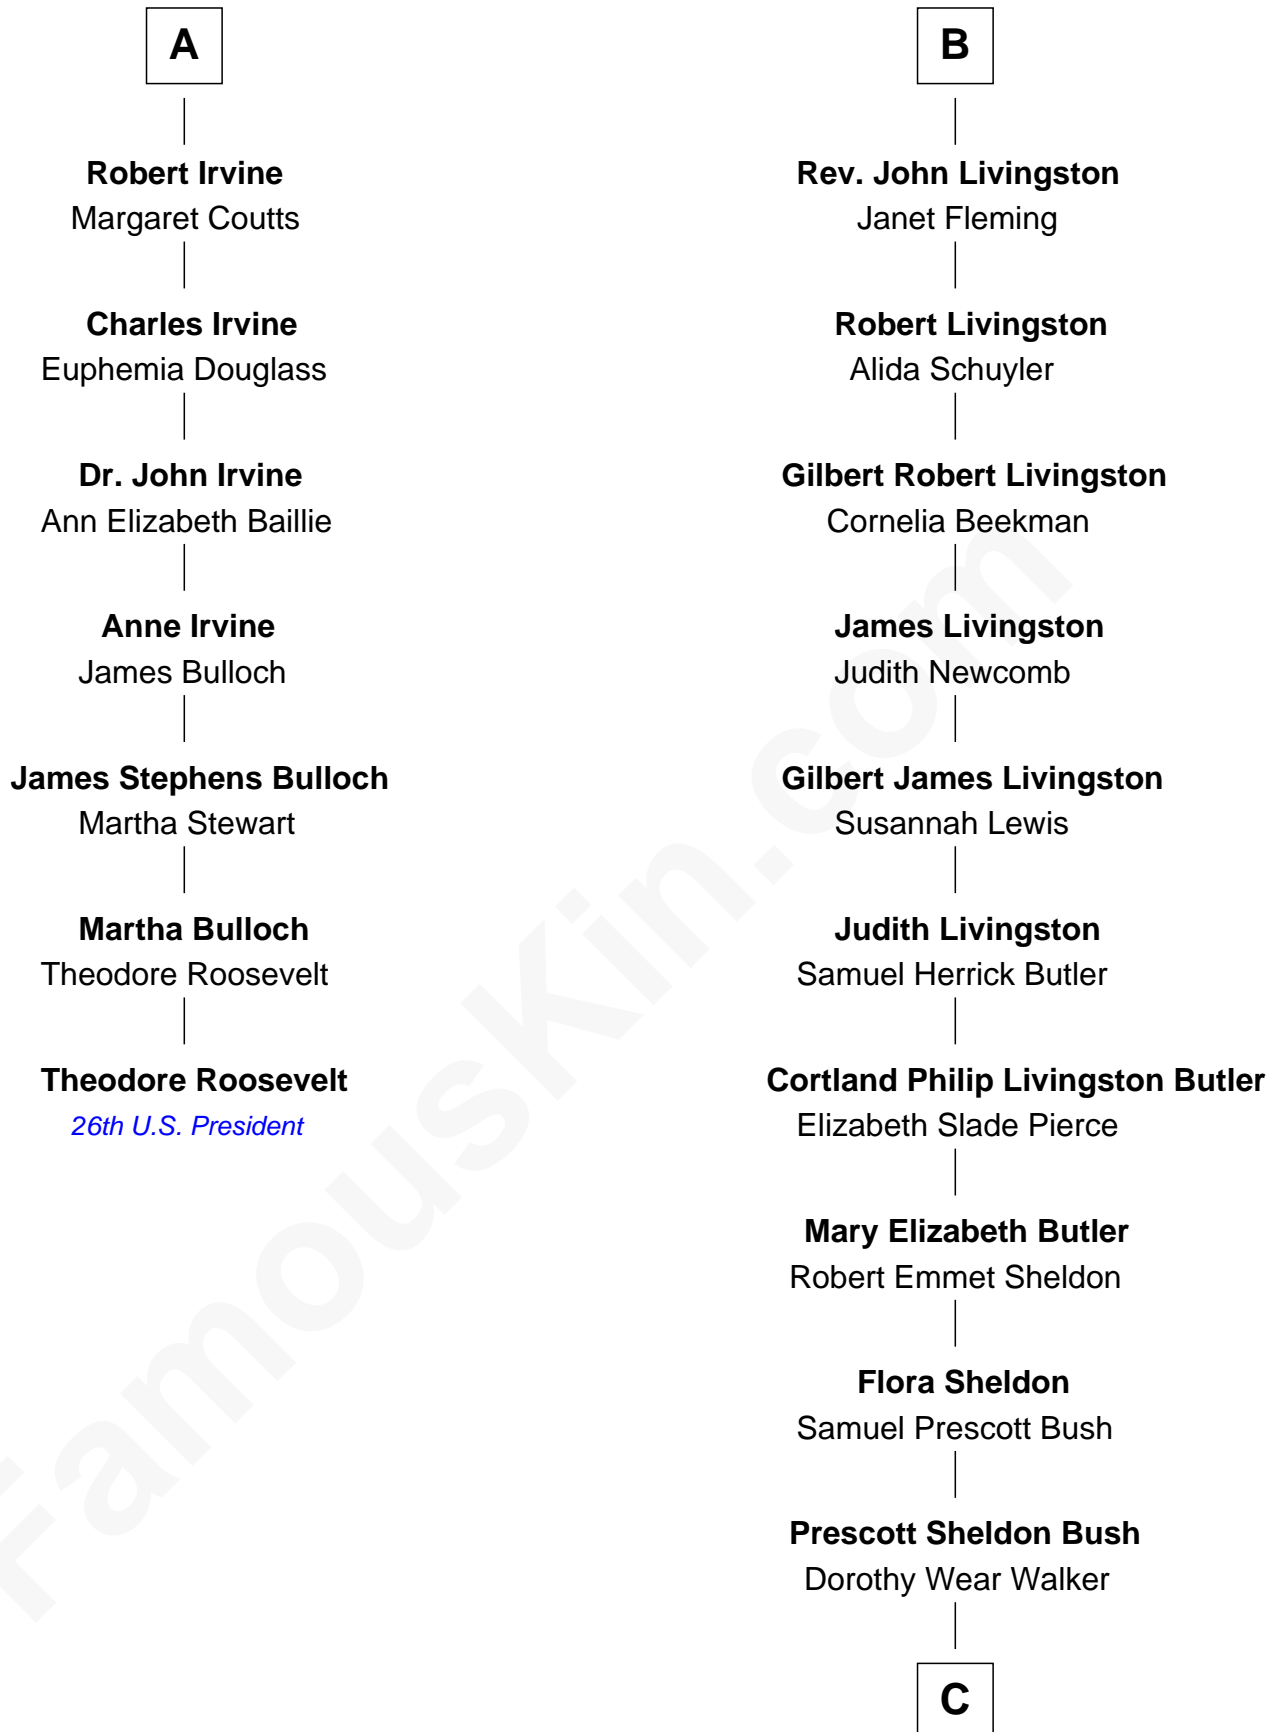 A
Robert Irvine
Margaret Coutts
Charles Irvine
Euphemia Douglass
Dr. John Irvine
Ann Elizabeth Baillie
Anne Irvine
James Bulloch
James Stephens Bulloch
Martha Stewart
Martha Bulloch
Theodore Roosevelt
Theodore Roosevelt
26th U.S. President
B
Rev. John Livingston
Janet Fleming
Robert Livingston
Alida Schuyler
Gilbert Robert Livingston
Cornelia Beekman
James Livingston
Judith Newcomb
Gilbert James Livingston
Susannah Lewis
Judith Livingston
Samuel Herrick Butler
Cortland Philip Livingston Butler
Elizabeth Slade Pierce
Mary Elizabeth Butler
Robert Emmet Sheldon
Flora Sheldon
Samuel Prescott Bush
Prescott Sheldon Bush
Dorothy Wear Walker
C
FamousKin.com